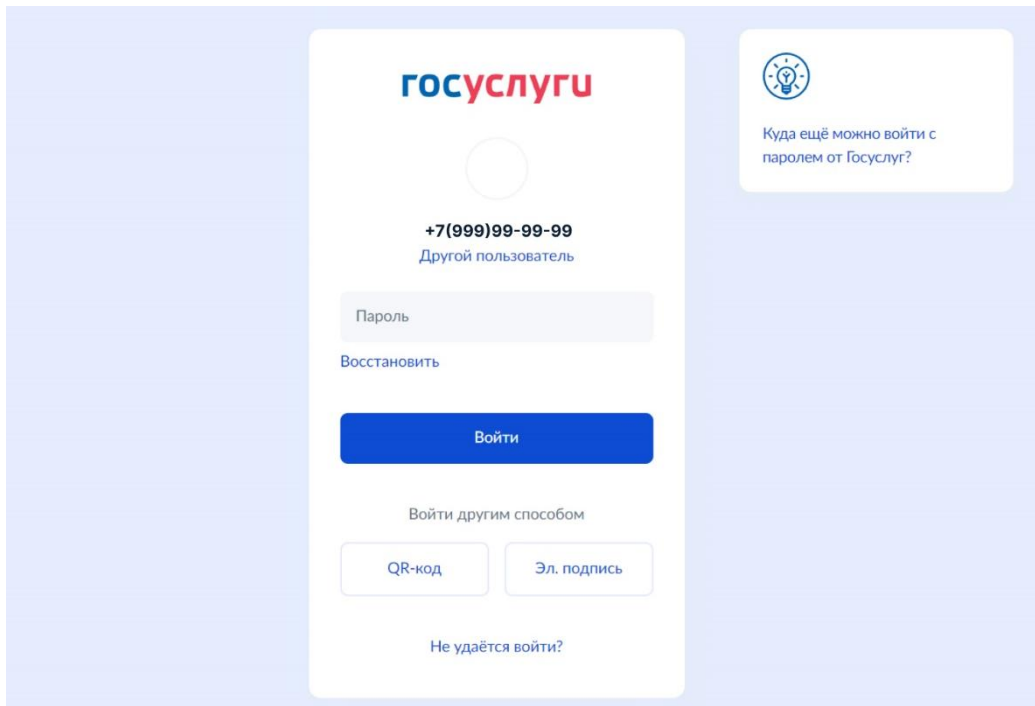 госуслуги
+7(999)99-99-99
Другой пользователь
Пароль
Восстановить
Войти
Войти другим способом
QR-код
Эл. подпись
Не удаётся войти?
Куда ещё можно войти с
паролем от Госуслуг?